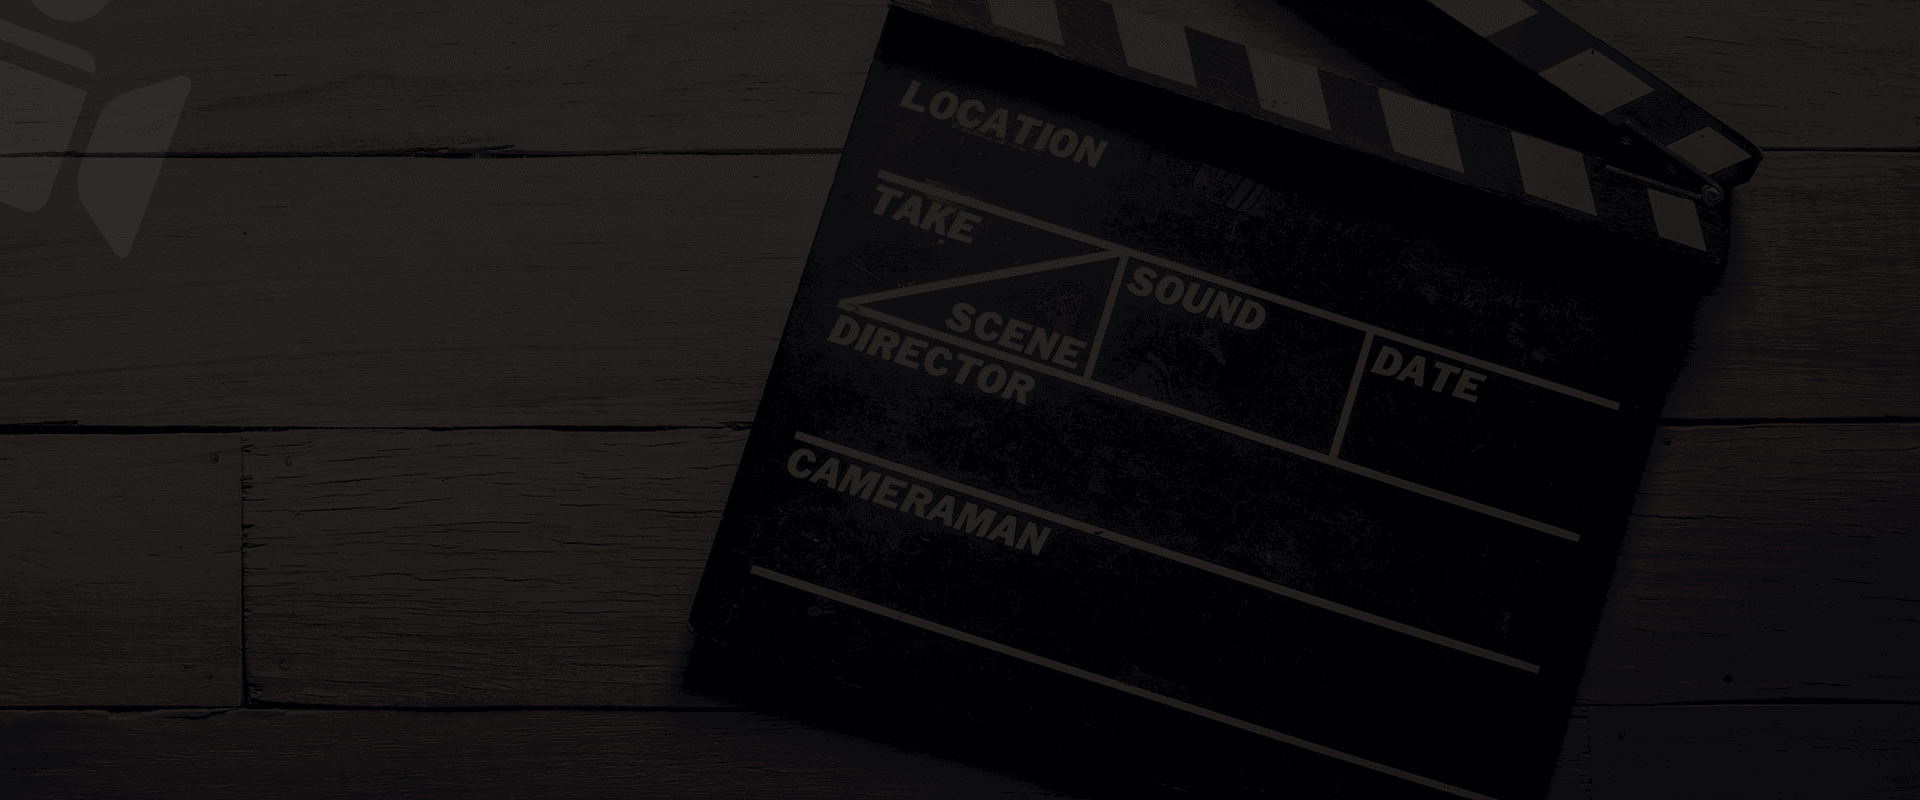 LOCATION
TAKE
SCENE
SOUND
DATE
DIRECTOR
CAMERAMAN